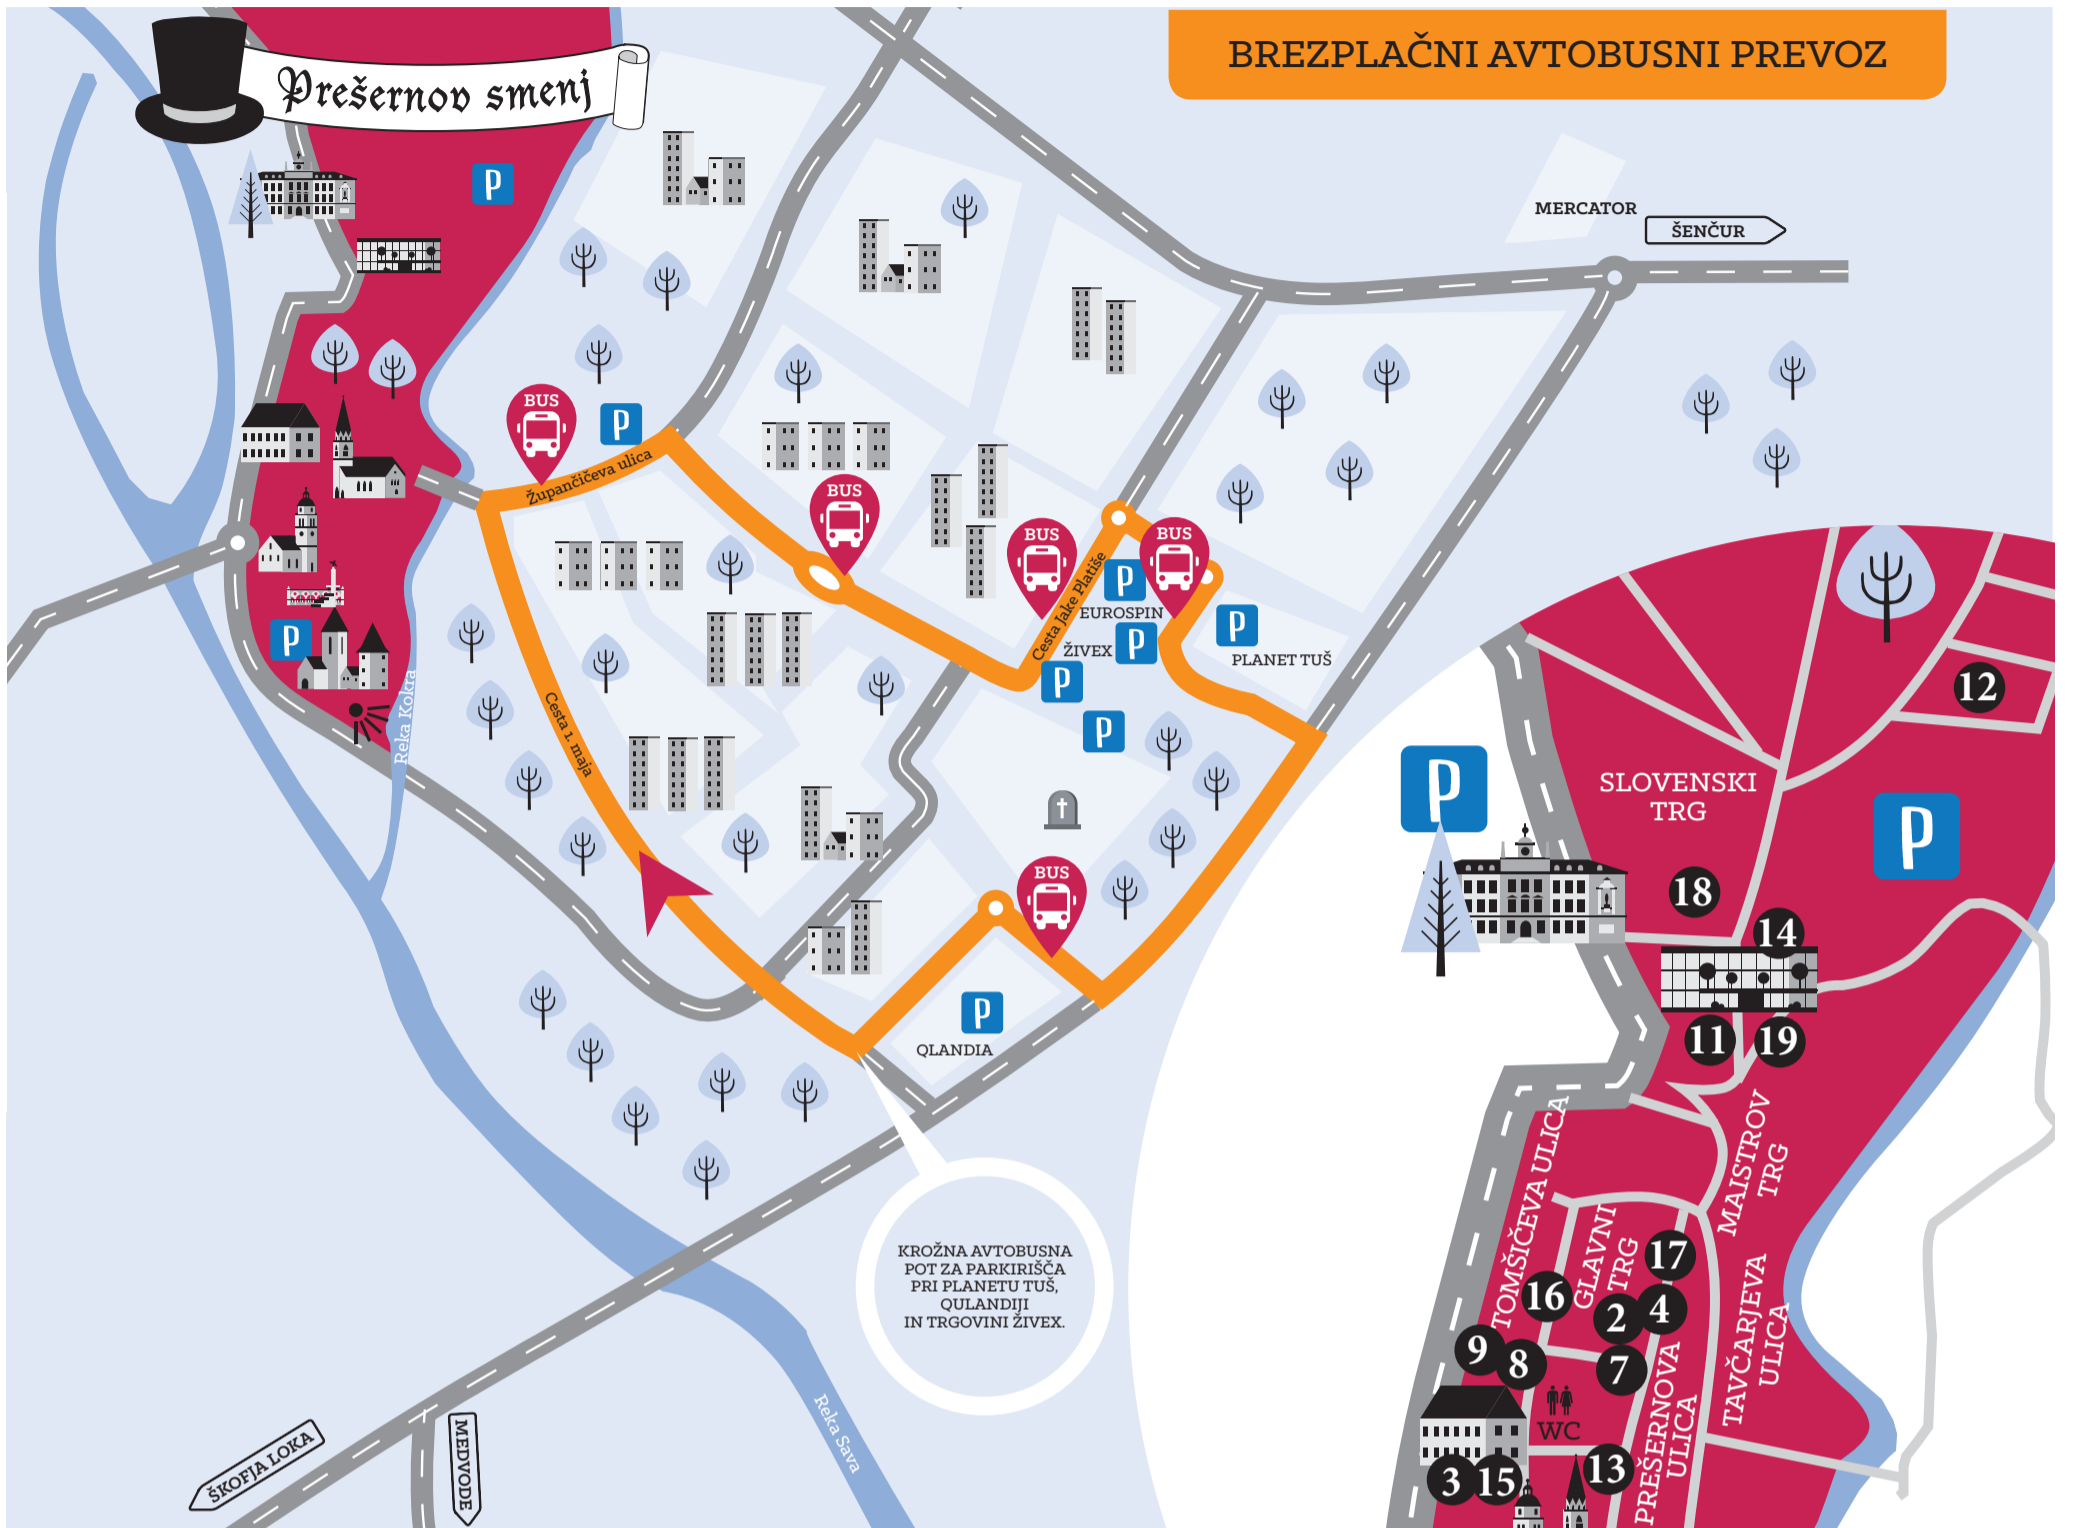 BREZPLAČNI AVTOBUSNI PREVOZ
Prešernov smenj
P
MERCATOR
ŠENČUR
BUS
P
Župančičeva ulica
BUS
BUS
BUS
Cesta Jake Platiše
P
EUROSPIN
ŽIVEX
P
P
PLANET TUŠ
P
P
P
Reka Kokra
Cesta 1. maja
BUS
P
QLANDIA
KROŽNA AVTOBUSNA
POT ZA PARKIRIŠČA
PRI PLANETU TUŠ,
QULANDIJI
IN TRGOVINI ŽIVEX.
Reka Sava
ŠKOFJA LOKA
MEDVODE
12
P
SLOVENSKI
TRG
P
18
14
11
19
TOMŠIČEVA ULICA
MAISTROV
TRG
GLAVNI
TRG
17
16
2
4
9
8
7
TAVČARJEVA
ULICA
WC
PREŠERNOVA
ULICA
3
15
13